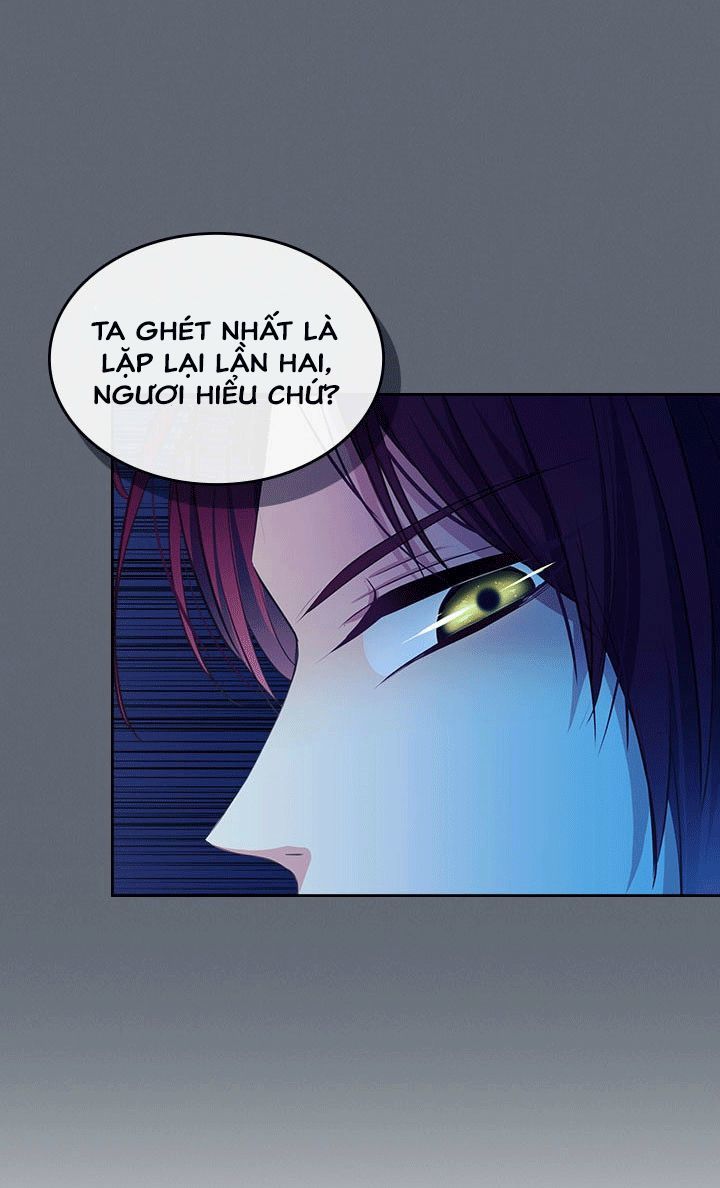 TA GHÉT NHẤT LÀ
LẶP LẠI LẦN HAI,
NGƯƠI HIỂU CHỨ?